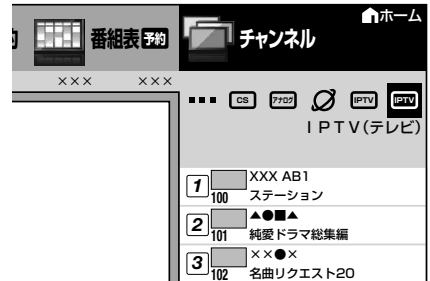 ホーム
番組表 予約
チャンネル
××× ×××
CS アナログ IPTV IPTV
IPTV(テレビ)
1 XXX AB1
100 ステーション
2 ▲●■▲
101 純愛ドラマ総集編
3 ××●×
102 名曲リクエスト20